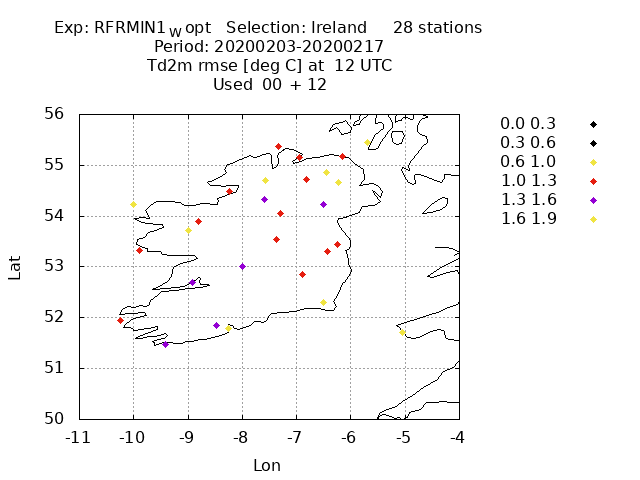 Exp: RFRMIN1_W opt Selection: Ireland 28 stations
Period: 20200203-20200217
Td2m rmse [deg C] at 12 UTC
Used 00 + 12
0.0 0.3
0.3 0.6
0.6 1.0
1.0 1.3
1.3 1.6
1.6 1.9
56
55
54
53
52
51
50
Lat
-11 -10 -9 -8 -7 -6 -5 -4
Lon